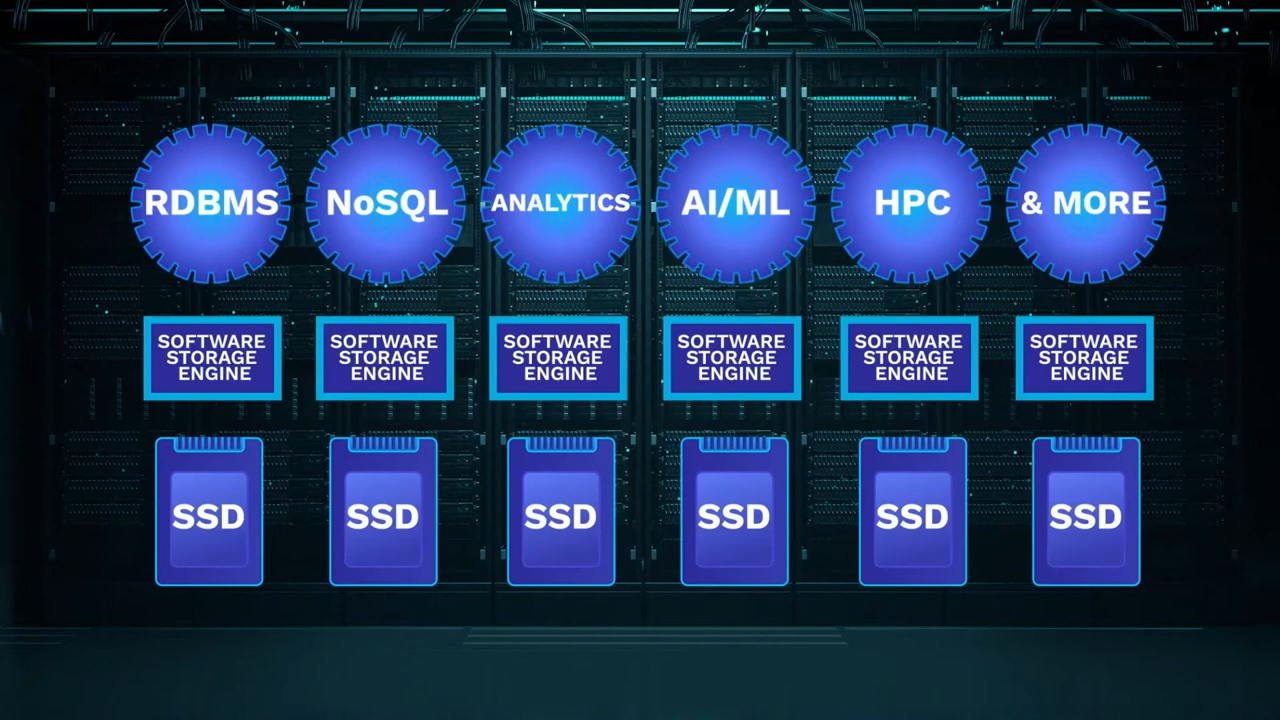 RDBMS
NoSQL
ANALYTICS
AI/ML
HPC
& MORE
SOFTWARE
STORAGE
ENGINE
SOFTWARE
STORAGE
ENGINE
SOFTWARE
STORAGE
ENGINE
SOFTWARE
STORAGE
ENGINE
SOFTWARE
STORAGE
ENGINE
SOFTWARE
STORAGE
ENGINE
SSD
SSD
SSD
SSD
SSD
SSD